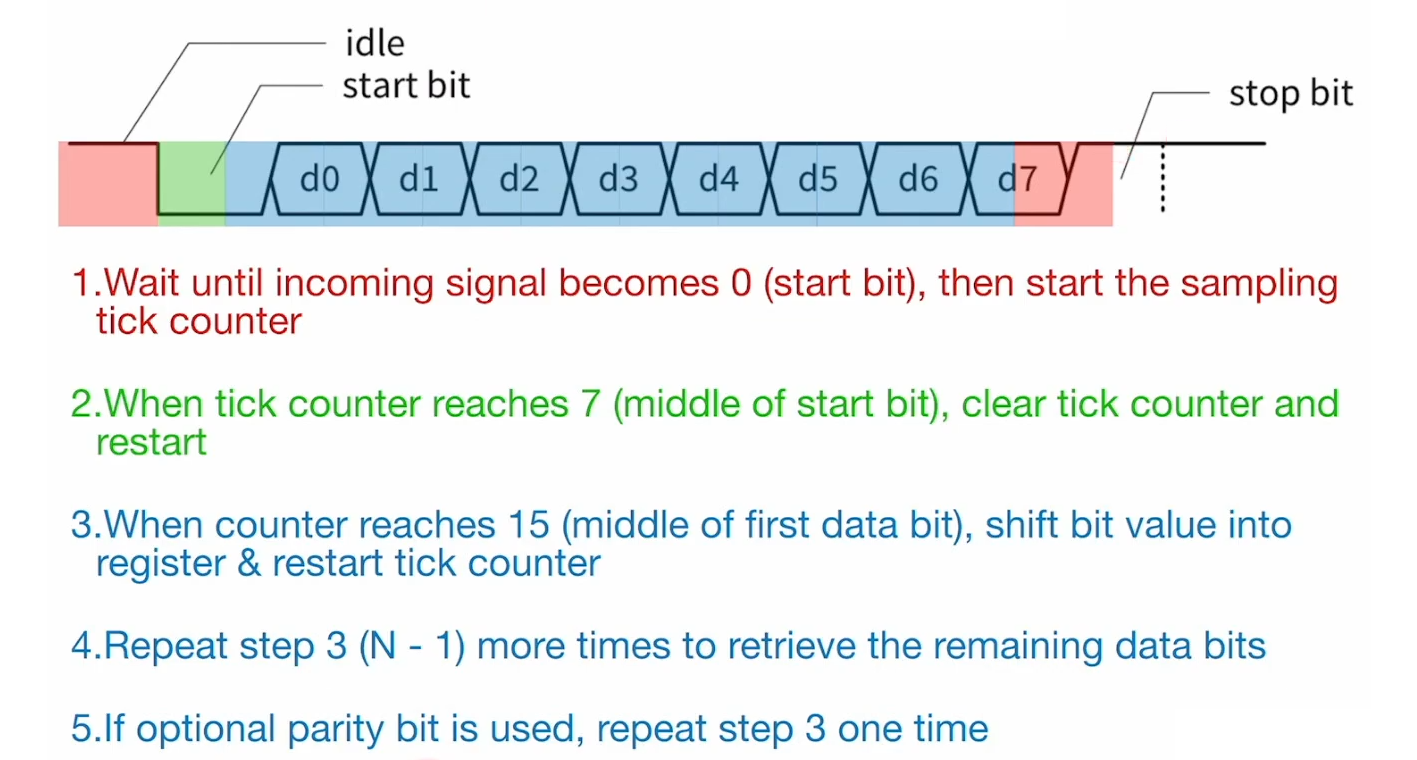 idle
start bit
stop bit
d0 d1 d2 d3 d4 d5 d6 d7
1.Wait until incoming signal becomes 0 (start bit), then start the sampling
tick counter
2.When tick counter reaches 7 (middle of start bit), clear tick counter and
restart
3.When counter reaches 15 (middle of first data bit), shift bit value into
register & restart tick counter
4.Repeat step 3 (N - 1) more times to retrieve the remaining data bits
5.If optional parity bit is used, repeat step 3 one time